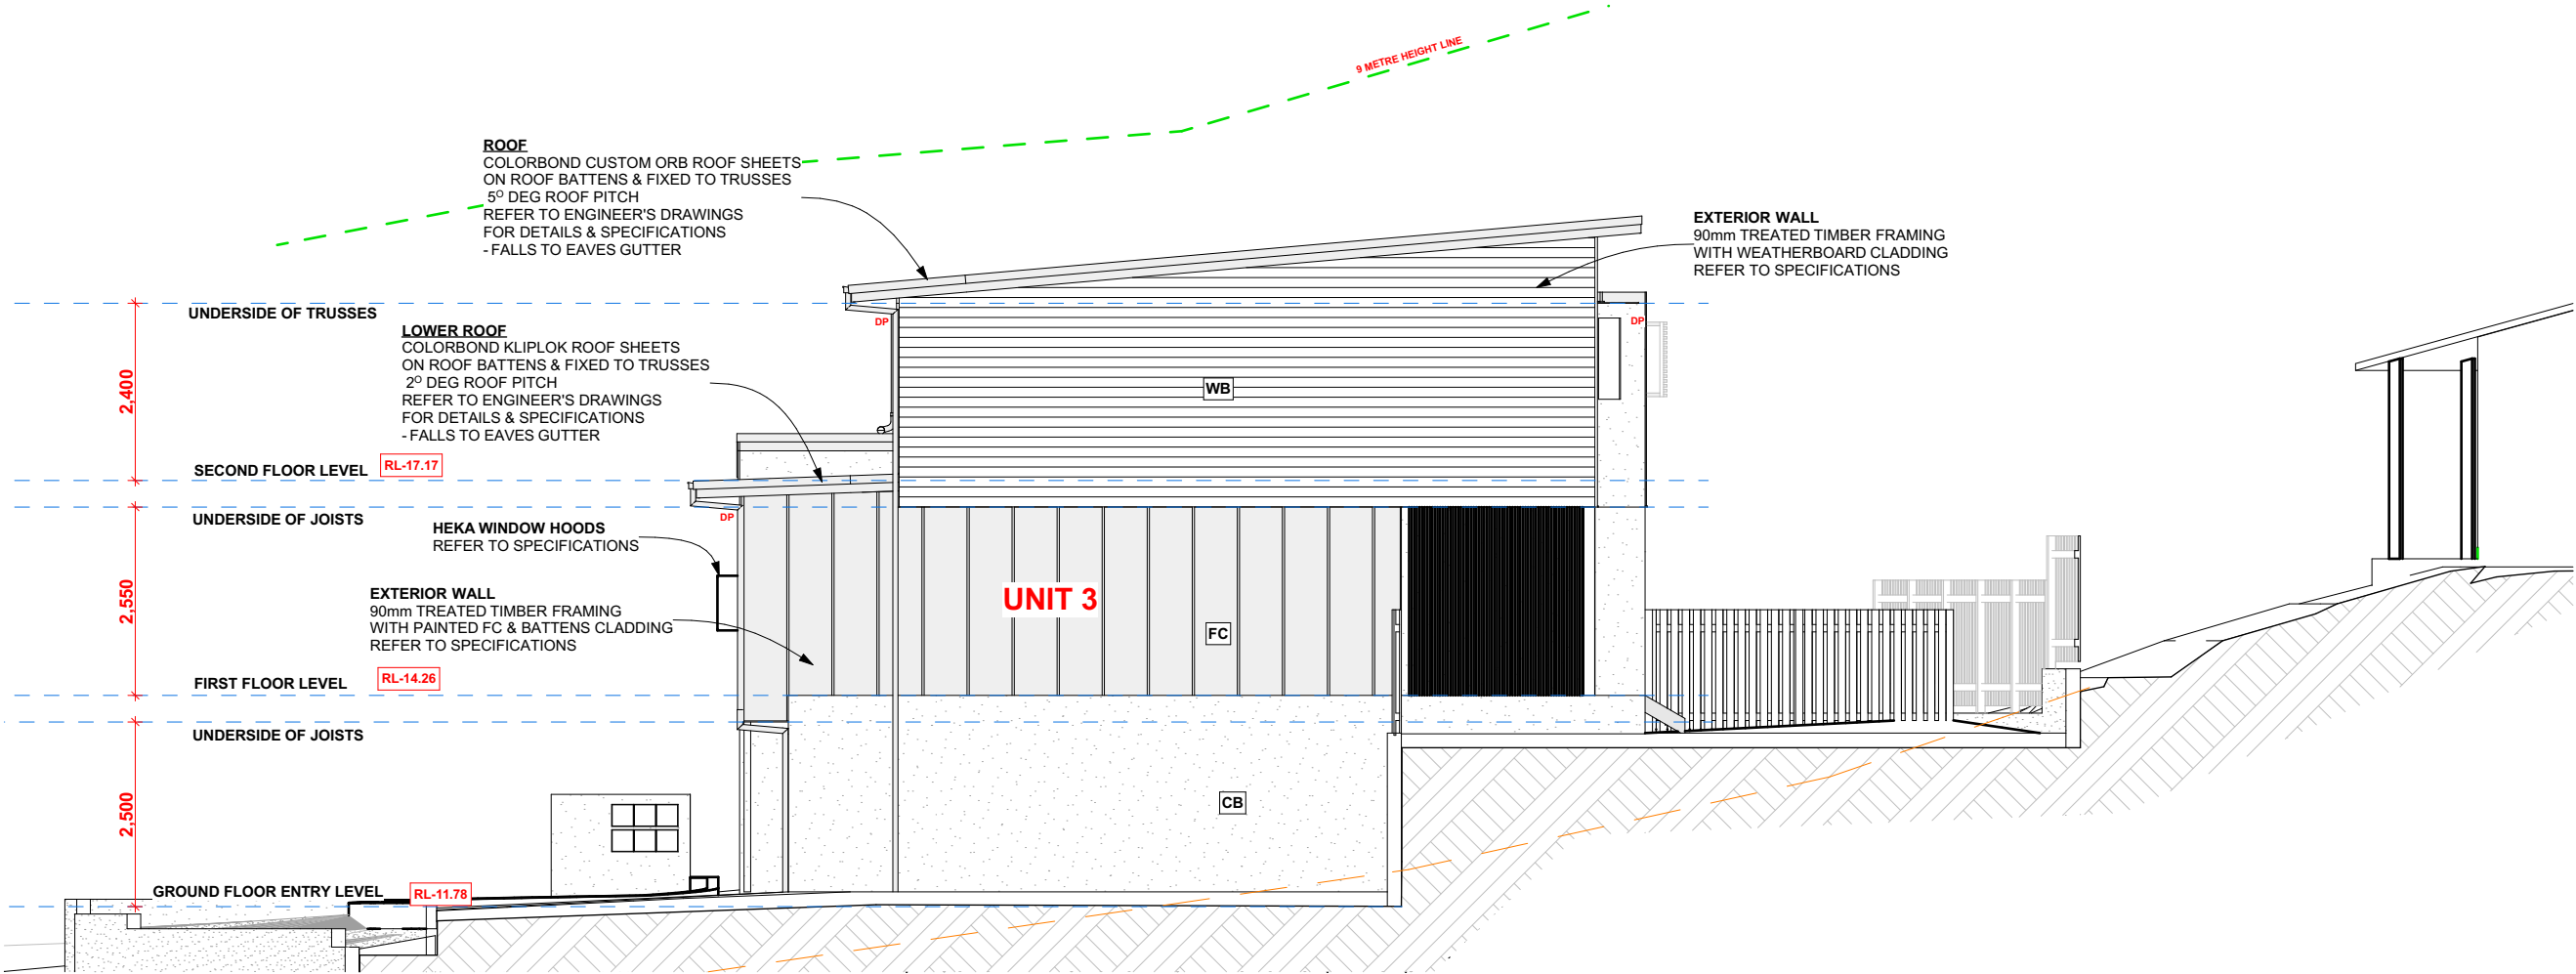 9 METRE HEIGHT LINE
ROOF
COLORBOND CUSTOM ORB ROOF SHEETS
ON ROOF BATTENS & FIXED TO TRUSSES
5⁰ DEG ROOF PITCH
REFER TO ENGINEER'S DRAWINGS
FOR DETAILS & SPECIFICATIONS
- FALLS TO EAVES GUTTER
EXTERIOR WALL
90mm TREATED TIMBER FRAMING
WITH WEATHERBOARD CLADDING
REFER TO SPECIFICATIONS
UNDERSIDE OF TRUSSES
DP
DP
LOWER ROOF
COLORBOND KLIPLOK ROOF SHEETS
ON ROOF BATTENS & FIXED TO TRUSSES
2⁰ DEG ROOF PITCH
REFER TO ENGINEER'S DRAWINGS
FOR DETAILS & SPECIFICATIONS
- FALLS TO EAVES GUTTER
2,400
WB
SECOND FLOOR LEVEL
RL-17.17
UNDERSIDE OF JOISTS
DP
HEKA WINDOW HOODS
REFER TO SPECIFICATIONS
2,550
EXTERIOR WALL
90mm TREATED TIMBER FRAMING
WITH PAINTED FC & BATTENS CLADDING
REFER TO SPECIFICATIONS
UNIT 3
FC
FIRST FLOOR LEVEL
RL-14.26
UNDERSIDE OF JOISTS
2,500
CB
GROUND FLOOR ENTRY LEVEL
RL-11.78